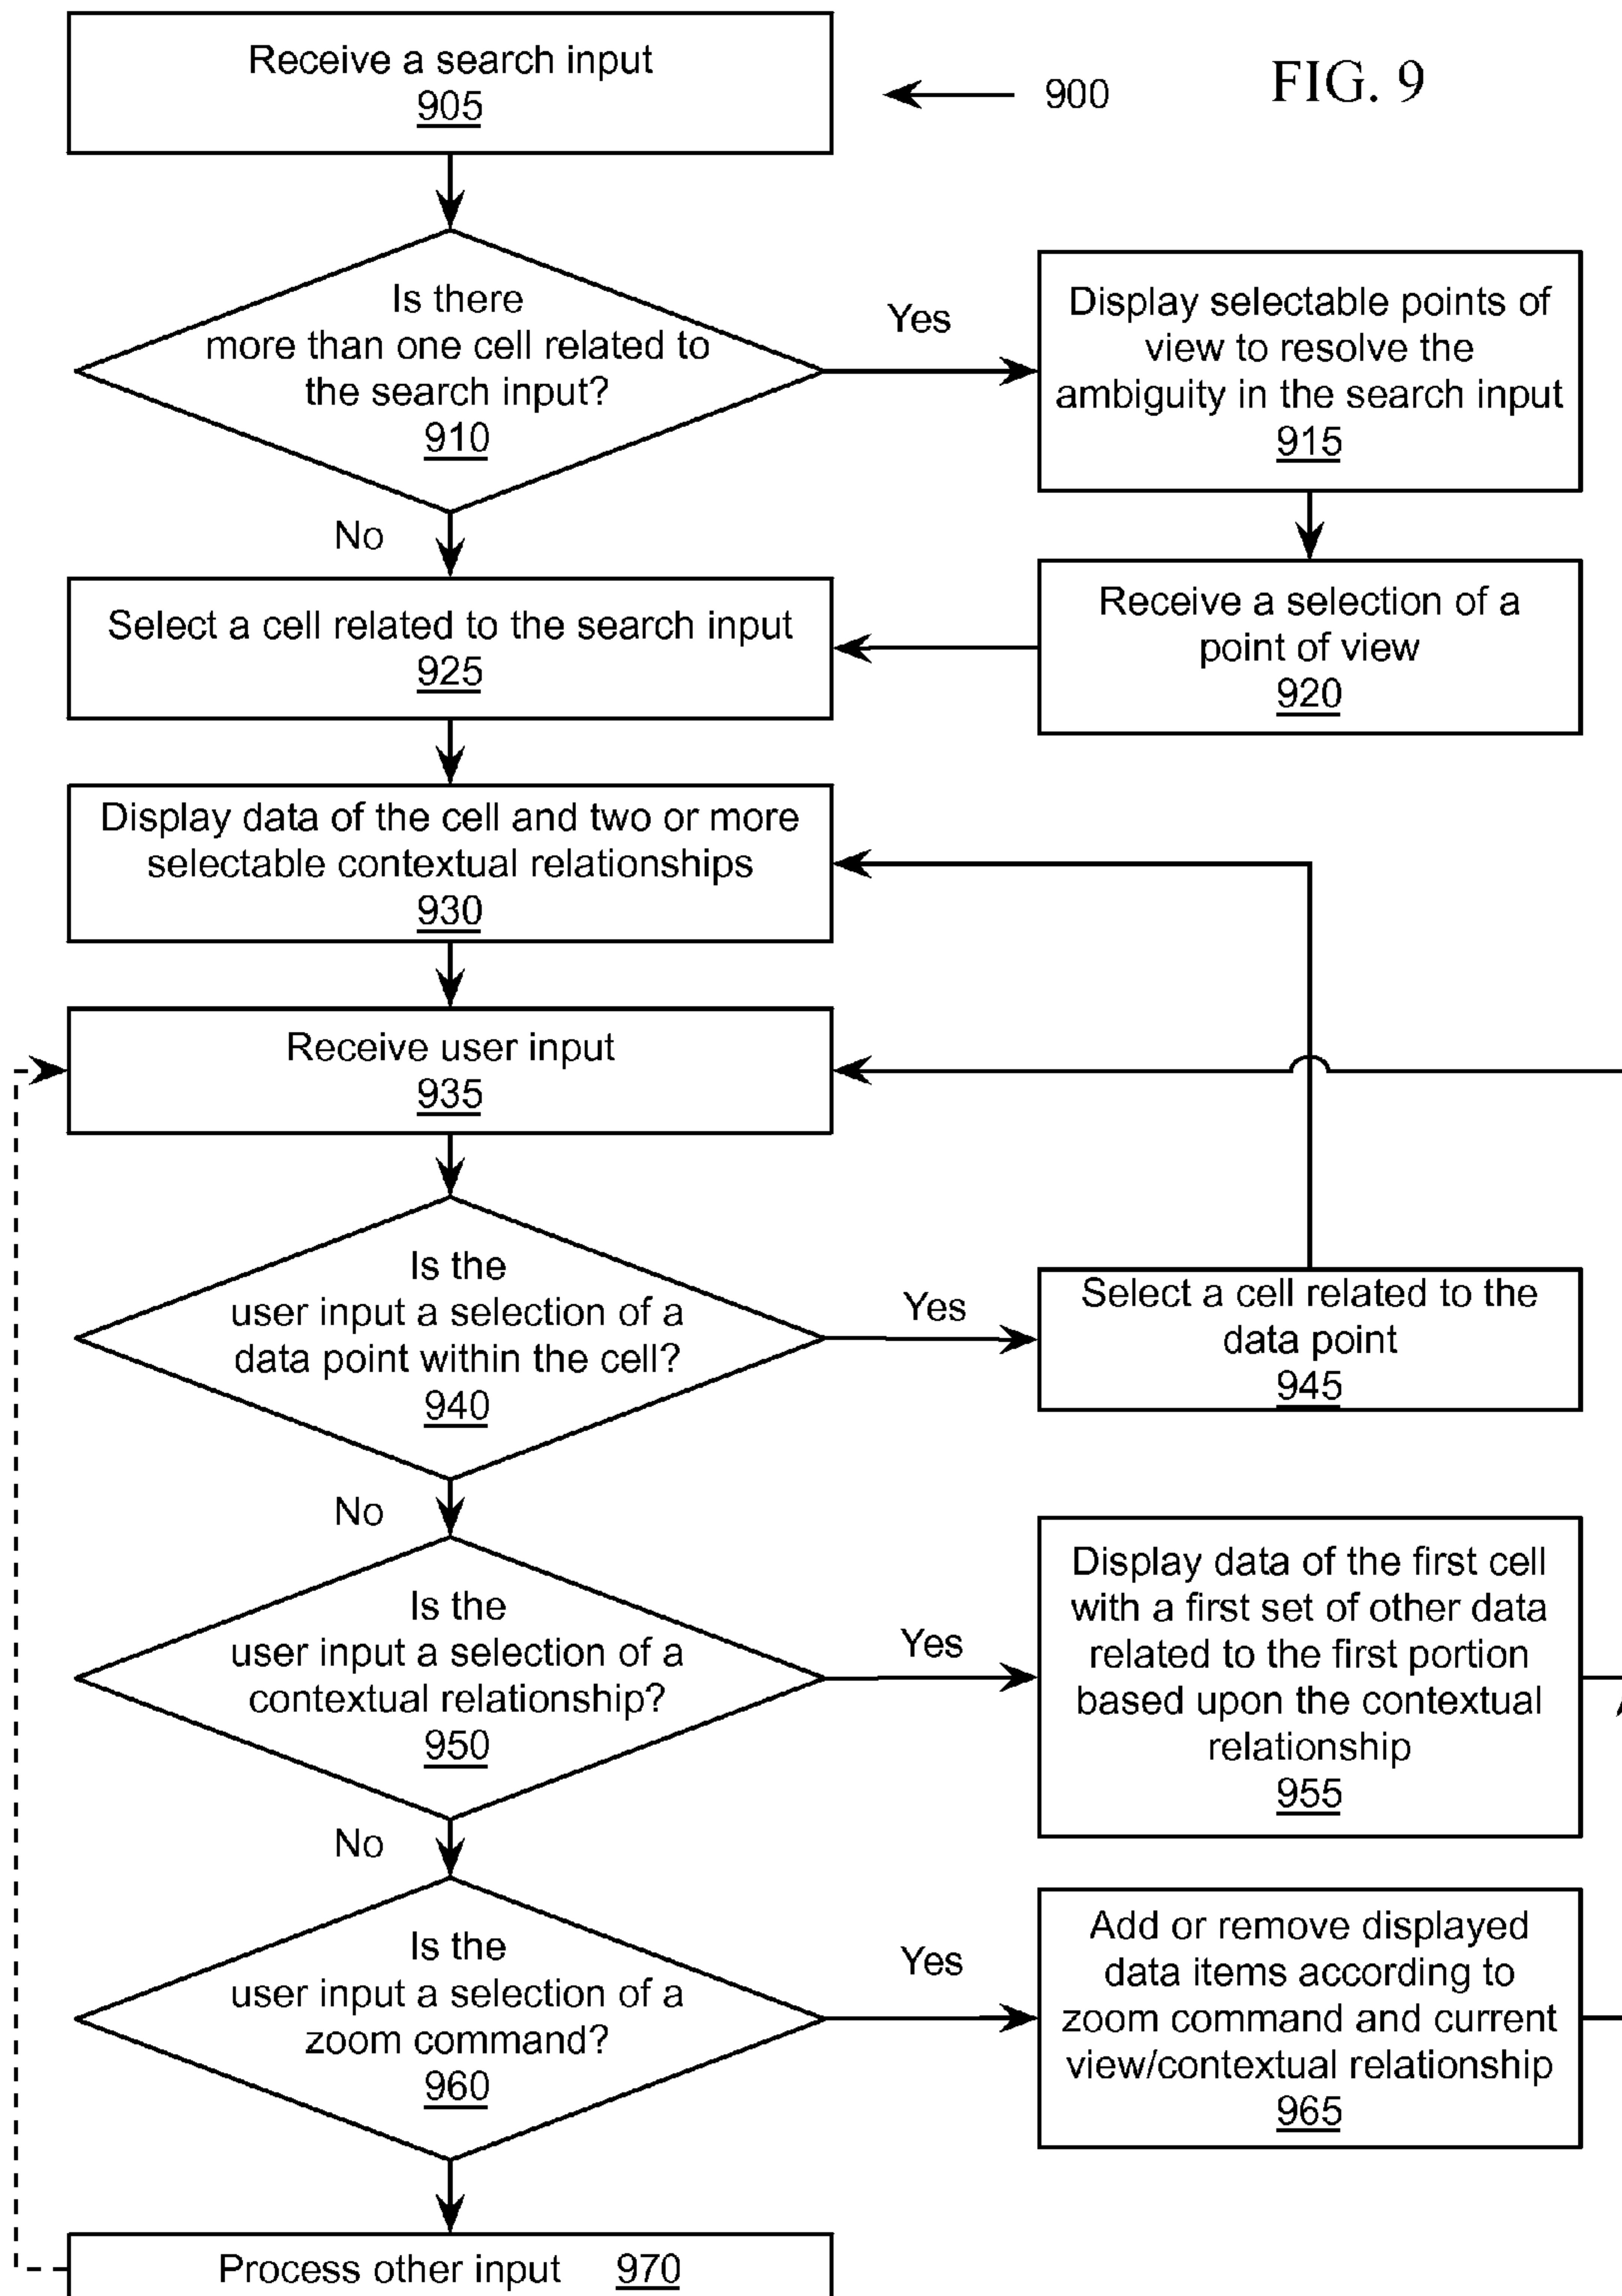 Receive a search input
905
900
FIG. 9
Is there
more than one cell related to
the search input?
910
Yes
Display selectable points of
view to resolve the
ambiguity in the search input
915
No
Receive a selection of a
point of view
920
Select a cell related to the search input
925
Display data of the cell and two or more
selectable contextual relationships
930
Receive user input
935
Is the
user input a selection of a
data point within the cell?
940
Yes
Select a cell related to the
data point
945
No
Is the
user input a selection of a
contextual relationship?
950
Yes
Display data of the first cell
with a first set of other data
related to the first portion
based upon the contextual
relationship
955
No
Is the
user input a selection of a
zoom command?
960
Yes
Add or remove displayed
data items according to
zoom command and current
view/contextual relationship
965
Process other input 970